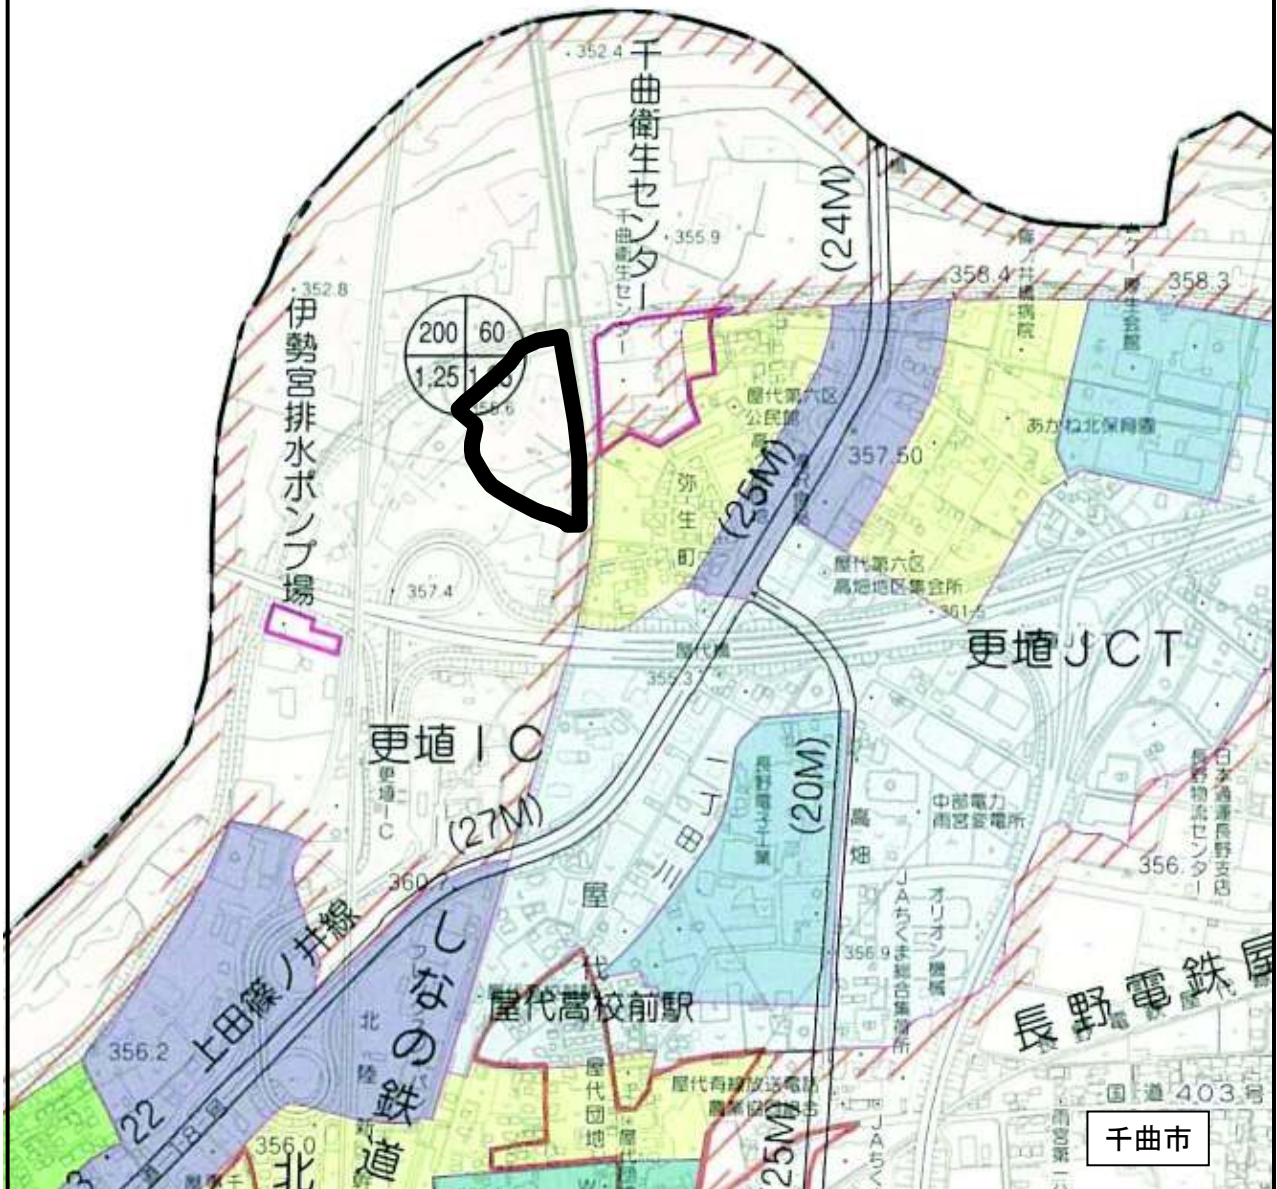 352.4
千曲衛生センター
千曲衛生センター
355.9
(24M)
352.8
伊勢宮排水ポンプ場
200
60
1.25
358.4
358.3
屋代第六区
公民館
あかね北保育園
357.50
(25M)
弥生町
屋代第六区
高畑地区集会所
361.5
357.4
更埴JCT
屋代橋
355.3
更埴IC
更埴IC
(27M)
(20M)
長野電子工業
一丁田三
高畑
中部電力
雨宮変電所
日本通運長野支店
長野物流センター
356.
360.7
屋代
JAちくま総合集荷所
オリオン機械
356.9
上田篠ノ井線
しなの鉄道
屋代高校前駅
長野電鉄屋
356.2
北陸新
屋代団地
屋代有線放送電話
農業協同組合
国道403号
22
356.0
北
(25M)
千曲市